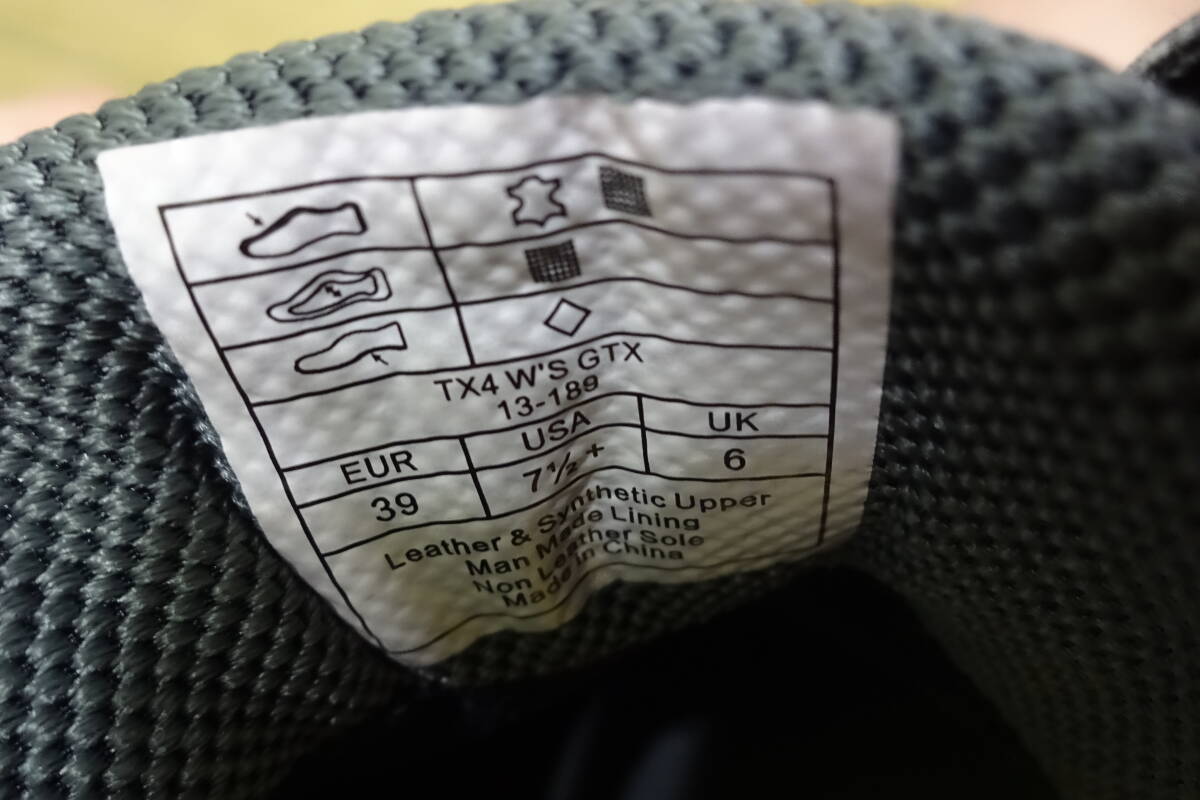 TX4 W'S GTX
13-189
EUR USA UK
39 7½+ 6
Leather & Synthetic Upper
Man Made Lining
Non Leather Sole
Made in China